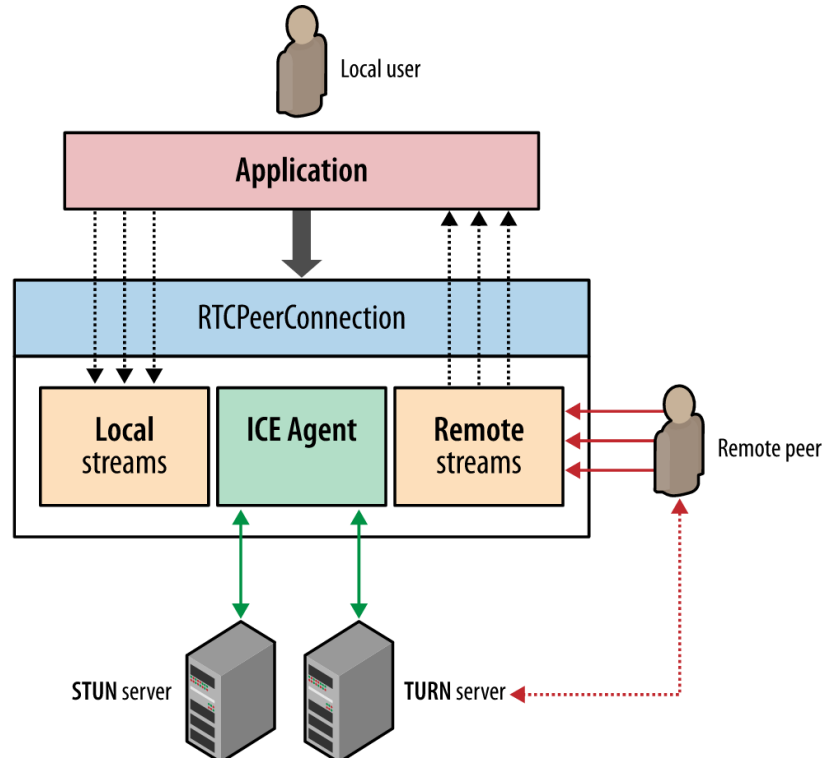 Local user
Application
RTCPeerConnection
Local
streams
ICE Agent
Remote
streams
Remote peer
STUN server
TURN server